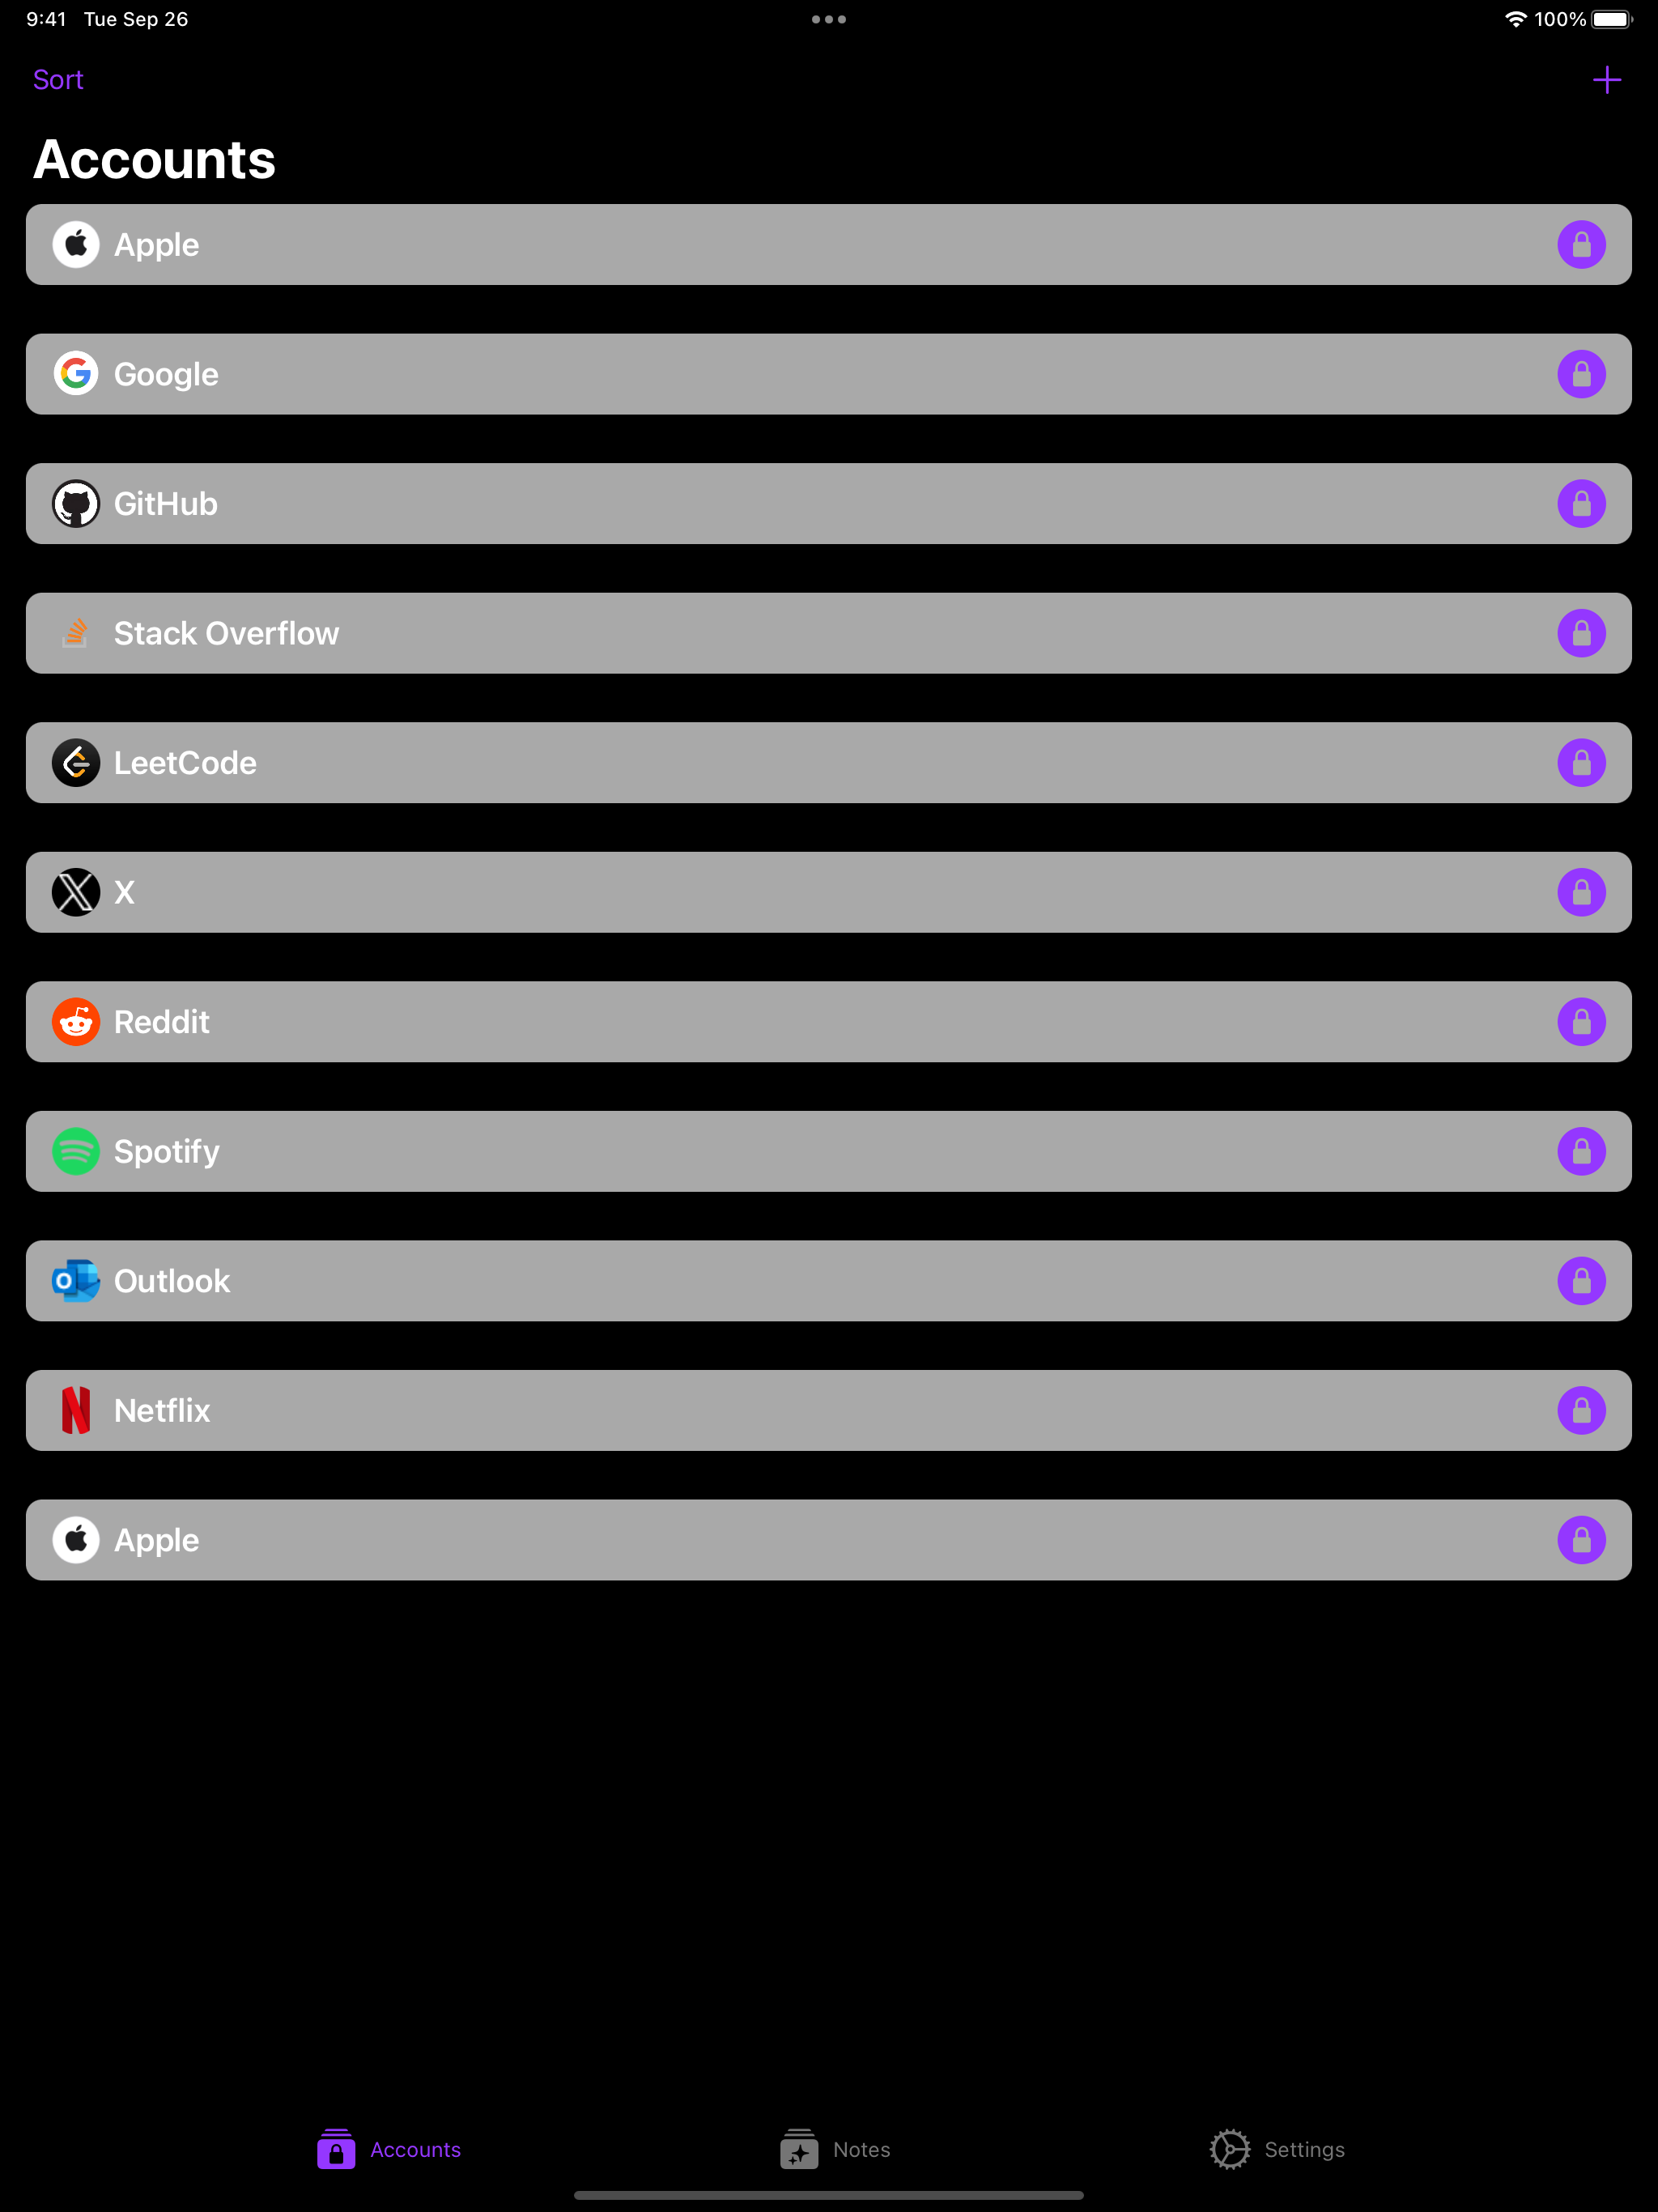 9:41 Tue Sep 26 100%
Sort
Accounts
Apple
Google
GitHub
Stack Overflow
LeetCode
X
Reddit
Spotify
Outlook
Netflix
Apple
Accounts Notes Settings